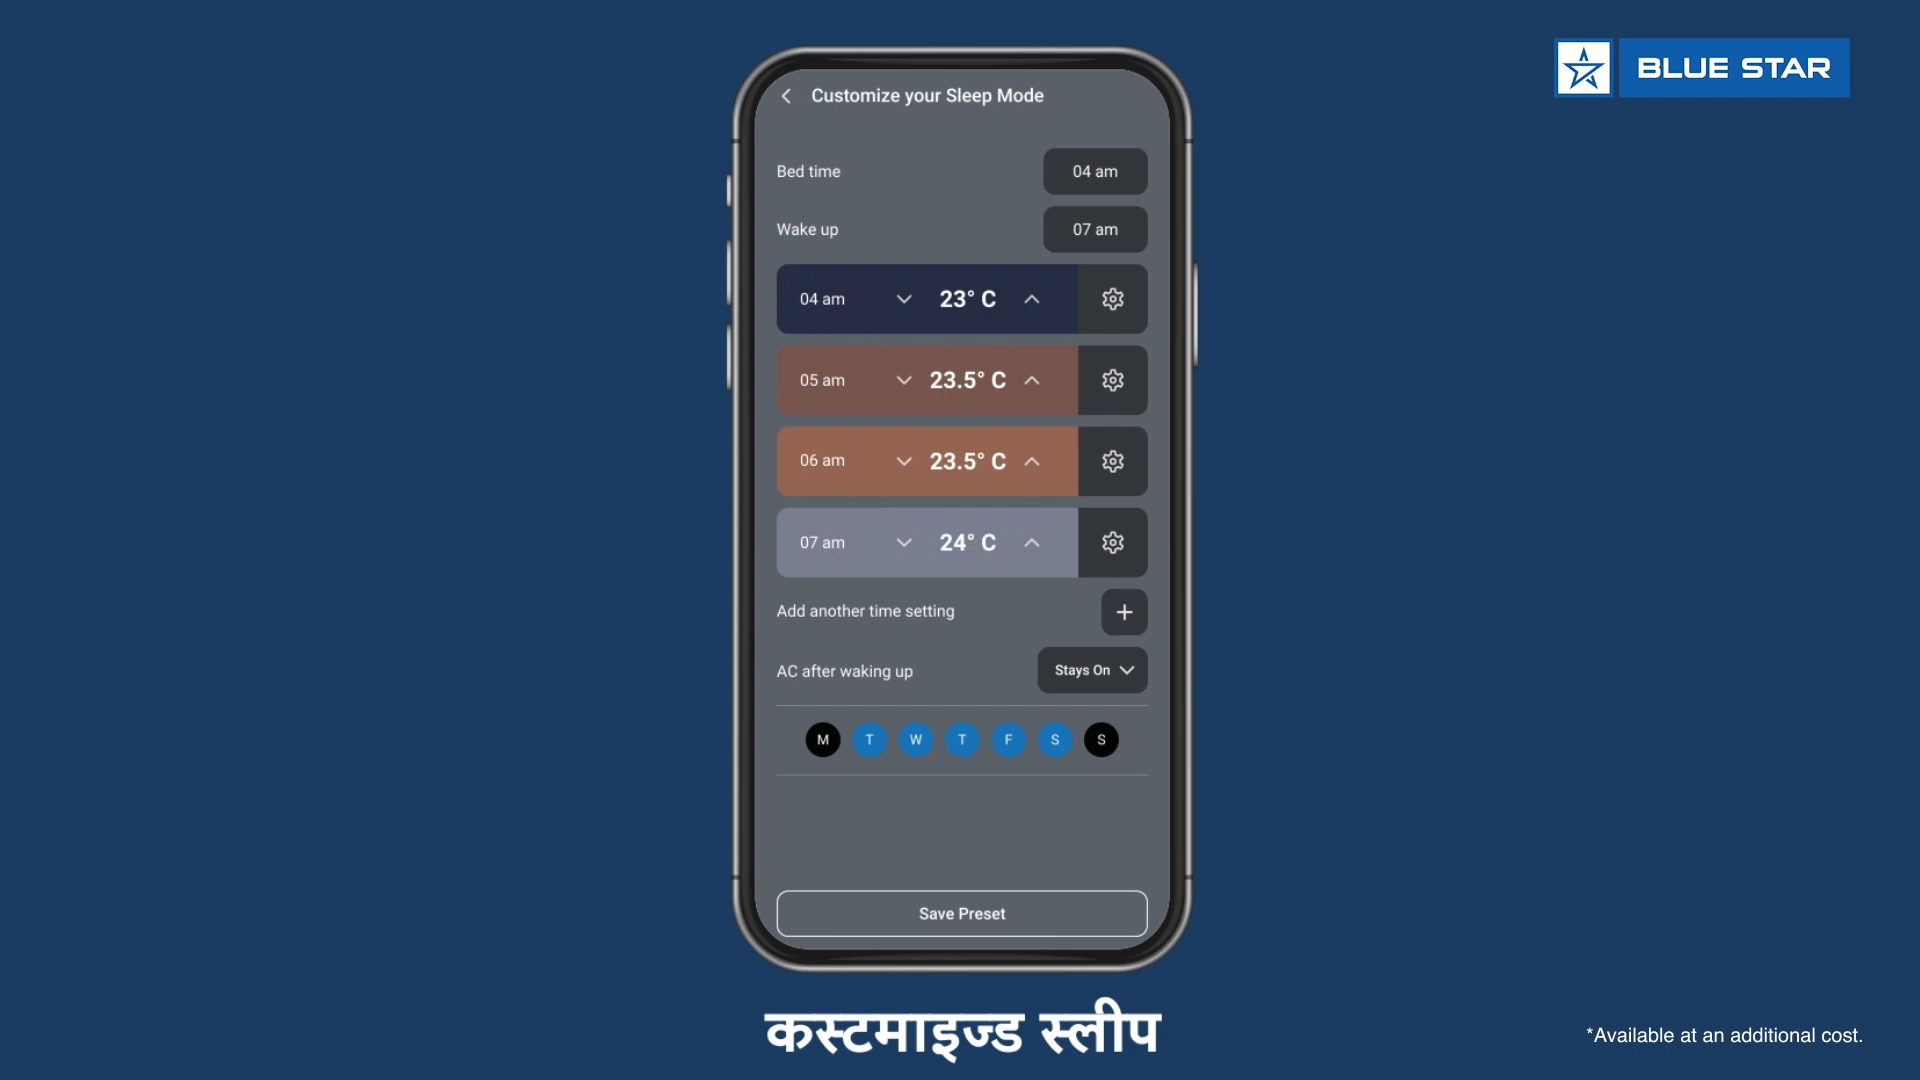 BLUE STAR
Customize your Sleep Mode
Bed time 04 am
Wake up 07 am
04 am 23° C
05 am 23.5° C
06 am 23.5° C
07 am 24° C
Add another time setting +
AC after waking up Stays On
M T W T F S S
Save Preset
कस्टमाइज्ड स्लीप
*Available at an additional cost.